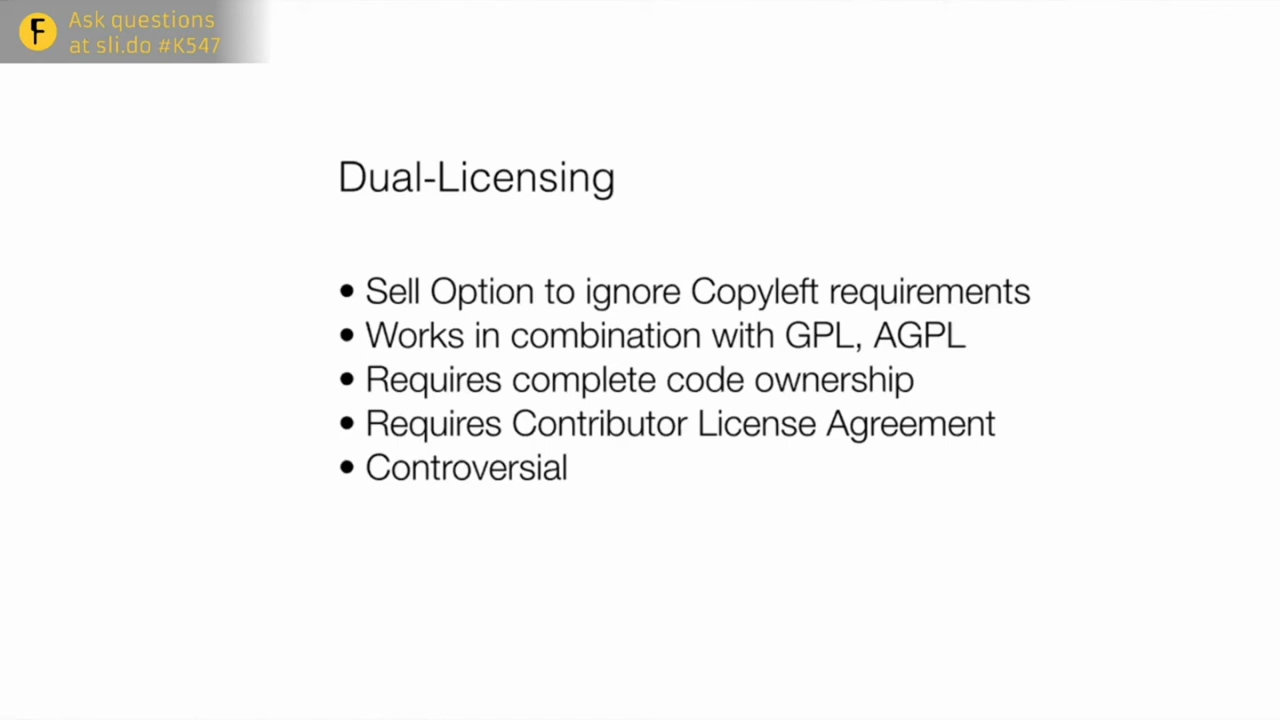 F
Ask questions
at sli.do #K547
Dual-Licensing
• Sell Option to ignore Copyleft requirements
• Works in combination with GPL, AGPL
• Requires complete code ownership
• Requires Contributor License Agreement
• Controversial